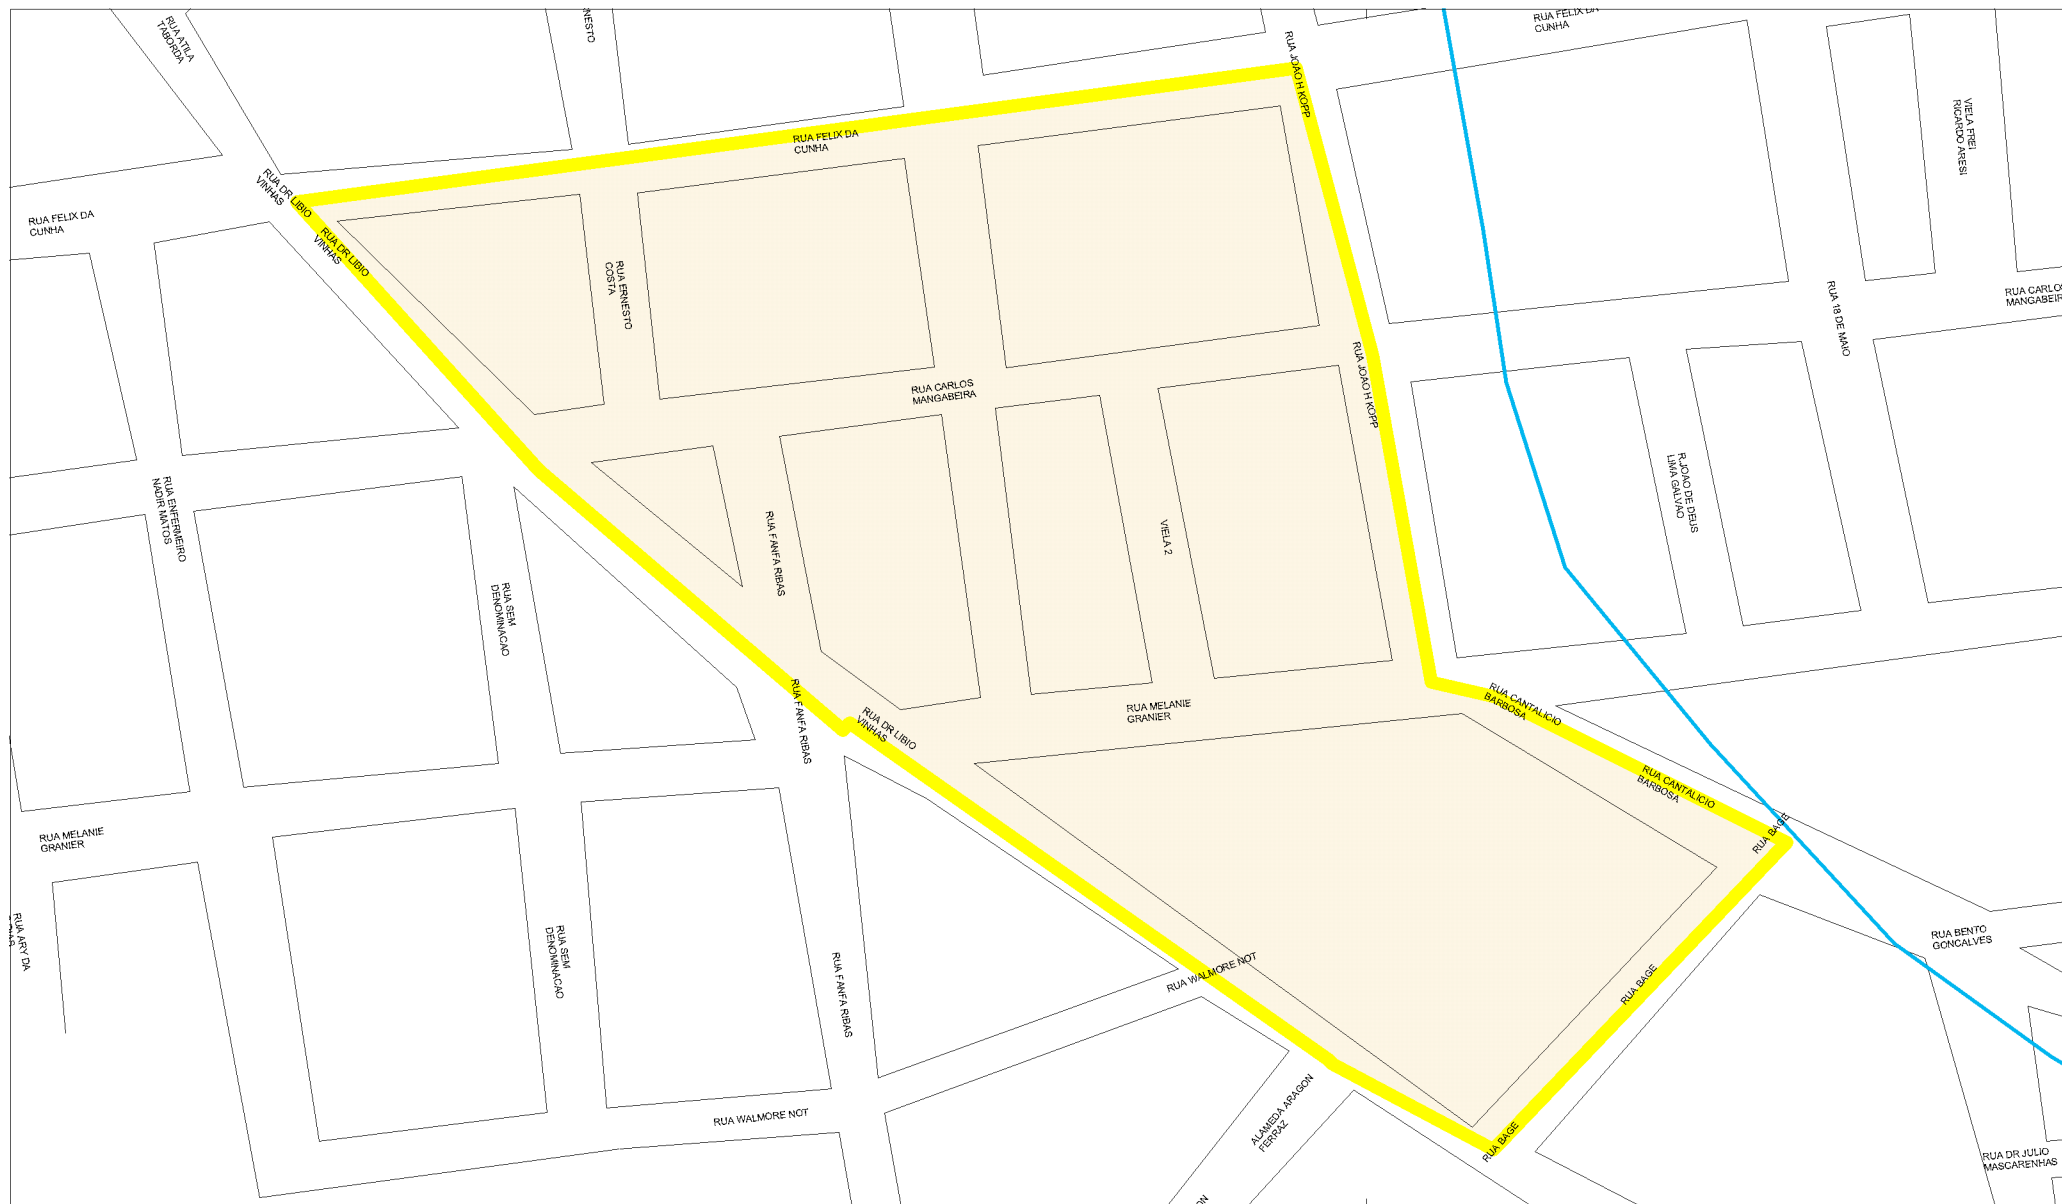 RUA ATILA
TABORDA
RUA FELIX DA
CUNHA
RUA JOAO H KOPP
VIELA FREI
RICARDO ARESI
RUA FELIX DA
CUNHA
RUA DR LIBIO
VINHAS
RUA FELIX DA
CUNHA
RUA DR LIBIO
VINHAS
RUA ERNESTO
COSTA
RUA 18 DE MAIO
RUA CARLOS
MANGABEIRA
RUA JOAO H KOPP
RUA ENFERMEIRO
NADIR MATOS
R.JOAO DE DEUS
LIMA GALVAO
RUA FANFA RIBAS
VIELA 2
RUA SEM
DENOMINACAO
RUA FANFA RIBAS
RUA DR LIBIO
VINHAS
RUA MELANIE
GRANIER
RUA CANTALICIO
BARBOSA
RUA CANTALICIO
BARBOSA
RUA BAGE
RUA MELANIE
GRANIER
RUA ARY DA
RUA SEM
DENOMINACAO
RUA FANFA RIBAS
RUA WALMORE NOT
RUA BAGE
RUA BENTO
GONCALVES
RUA WALMORE NOT
ALAMEDA ARAGON
FERRAZ
RUA BAGE
RUA DR JULIO
MASCARENHAS